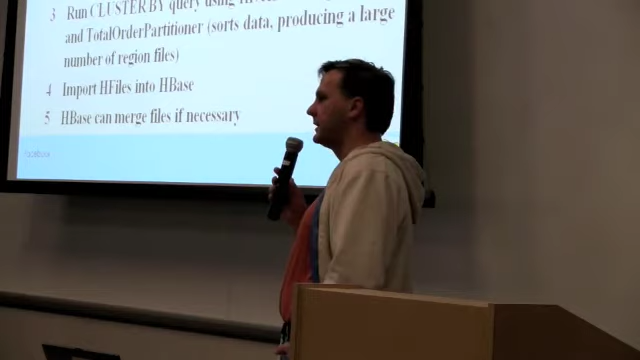 3 Run CLUSTER BY query using
and TotalOrderPartitioner (sorts data, producing a large
number of region files)
4 Import HFiles into HBase
5 HBase can merge files if necessary
facebook